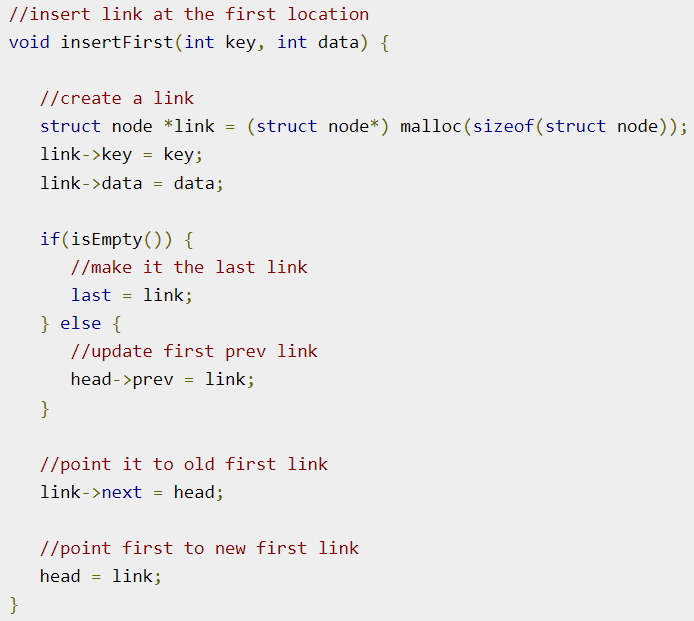 //insert link at the first location
void insertFirst(int key, int data) {
//create a link
struct node *link = (struct node*) malloc(sizeof(struct node));
link->key = key;
link->data = data;
if(isEmpty()) {
//make it the last link
last = link;
} else {
//update first prev link
head->prev = link;
}
//point it to old first link
link->next = head;
//point first to new first link
head = link;
}